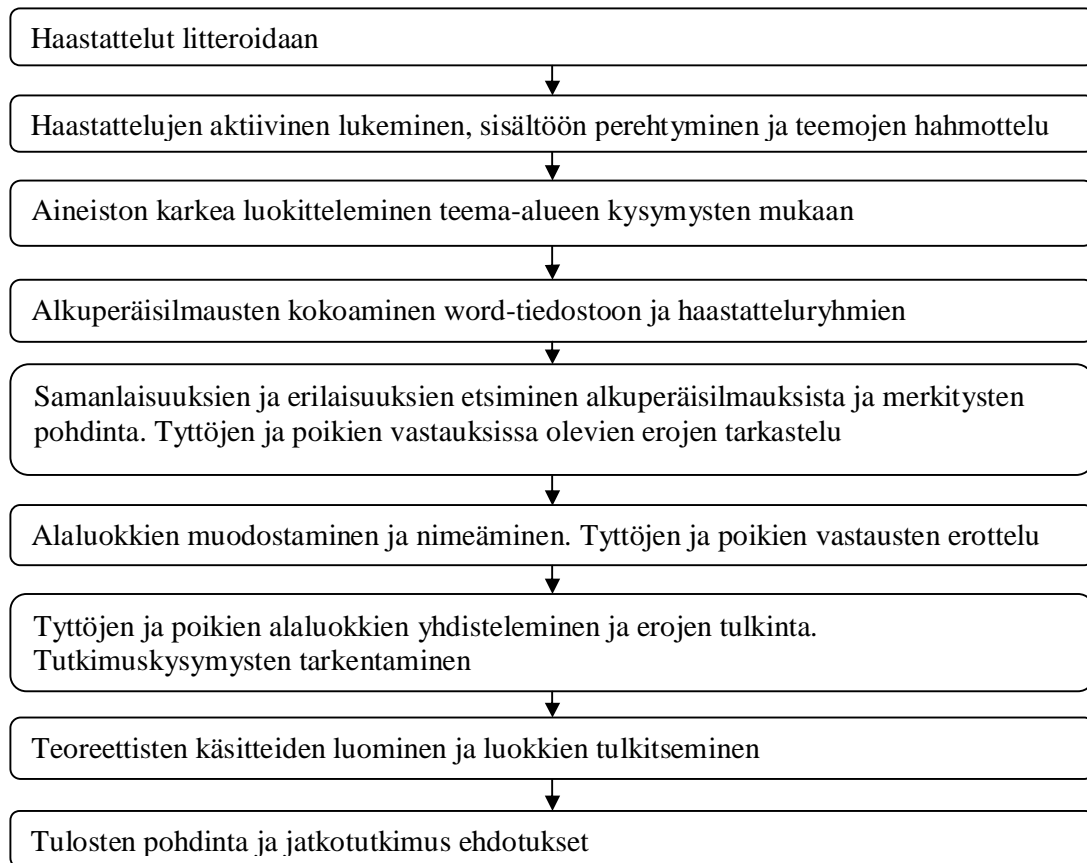 Haastattelut litteroidaan
Haastattelujen aktiivinen lukeminen, sisältöön perehtyminen ja teemojen hahmottelu
Aineiston karkea luokitteleminen teema-alueen kysymysten mukaan
Alkuperäisilmausten kokoaminen word-tiedostoon ja haastatteluryhmien
Samanlaisuuksien ja erilaisuuksien etsiminen alkuperäisilmauksista ja merkitysten
pohdinta. Tyttöjen ja poikien vastauksissa olevien erojen tarkastelu
Alaluokkien muodostaminen ja nimeäminen. Tyttöjen ja poikien vastausten erottelu
Tyttöjen ja poikien alaluokkien yhdisteleminen ja erojen tulkinta.
Tutkimuskysymysten tarkentaminen
Teoreettisten käsitteiden luominen ja luokkien tulkitseminen
Tulosten pohdinta ja jatkotutkimus ehdotukset